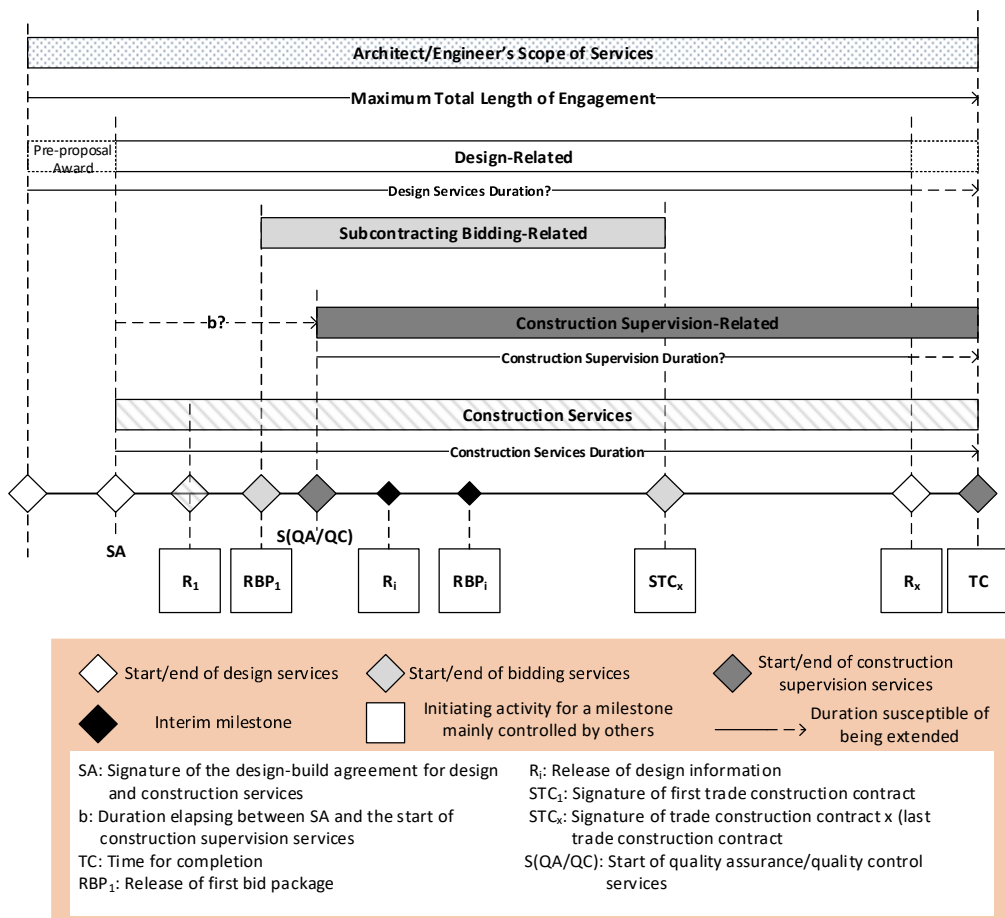 Architect/Engineer's Scope of Services
Maximum Total Length of Engagement
Pre-proposal
Award
Design-Related
Design Services Duration?
Subcontracting Bidding-Related
b?
Construction Supervision-Related
Construction Supervision Duration?
Construction Services
Construction Services Duration
SA
S(QA/QC)
R1
RBP1
Ri
RBPi
STCx
Rx
TC
Start/end of design services
Start/end of bidding services
Start/end of construction
supervision services
Interim milestone
Initiating activity for a milestone
mainly controlled by others
Duration susceptible of
being extended
SA: Signature of the design-build agreement for design
and construction services
b: Duration elapsing between SA and the start of
construction supervision services
TC: Time for completion
RBP1: Release of first bid package
Ri: Release of design information
STC1: Signature of first trade construction contract
STCx: Signature of trade construction contract x (last
trade construction contract
S(QA/QC): Start of quality assurance/quality control
services